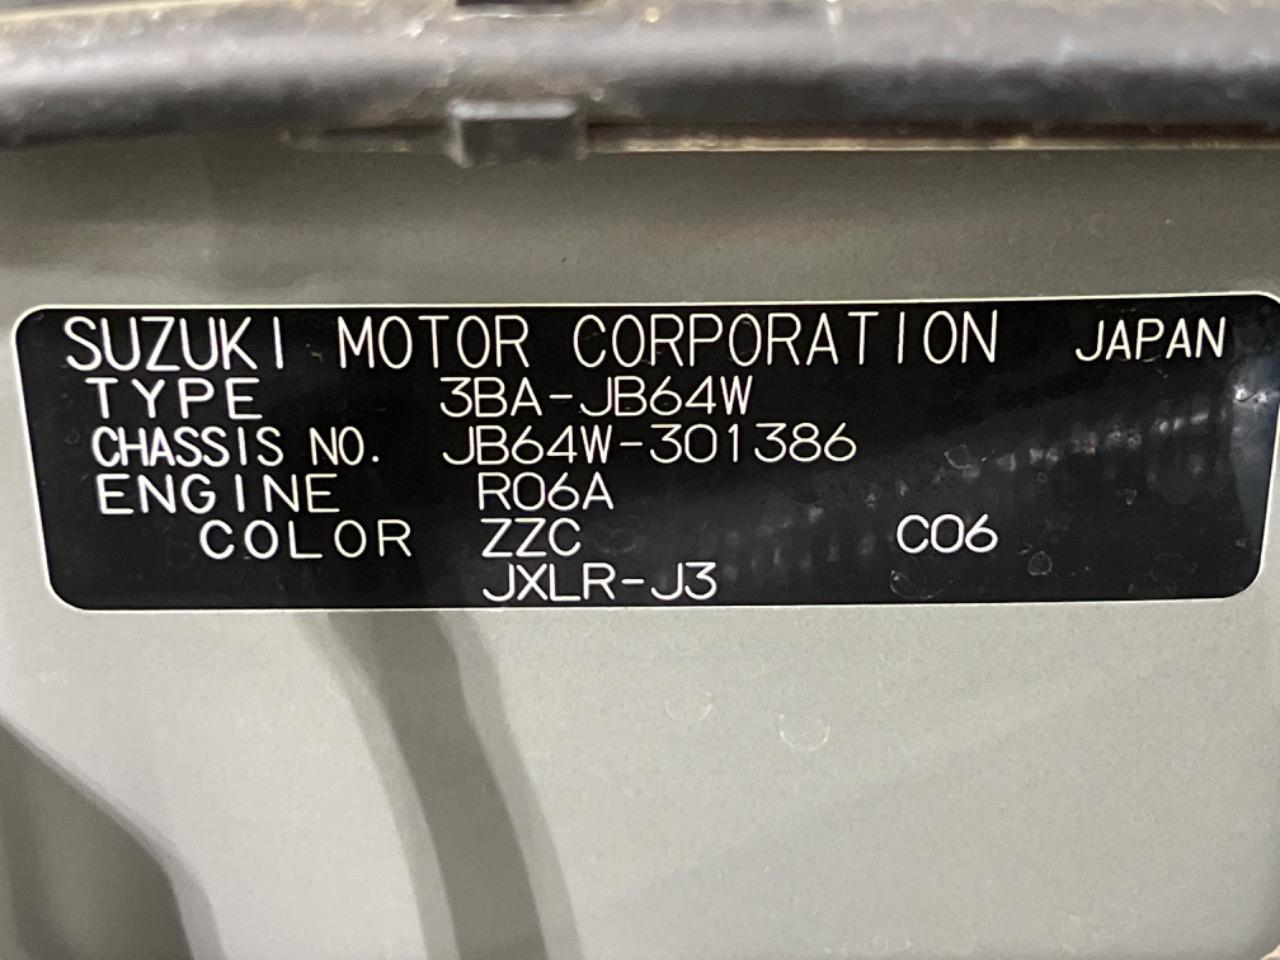 SUZUKI MOTOR CORPORATION JAPAN
TYPE 3BA-JB64W
CHASSIS NO. JB64W-301386
ENGINE R06A
COLOR ZZC C06
JXLR-J3